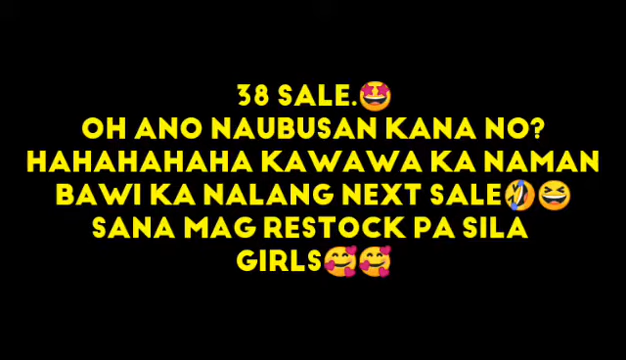 38 SALE.🤩
OH ANO NAUBUSAN KANA NO?
HAHAHAHAHA KAWAWA KA NAMAN
BAWI KA NALANG NEXT SALE🤣😆
SANA MAG RESTOCK PA SILA
GIRLS🥰🥰